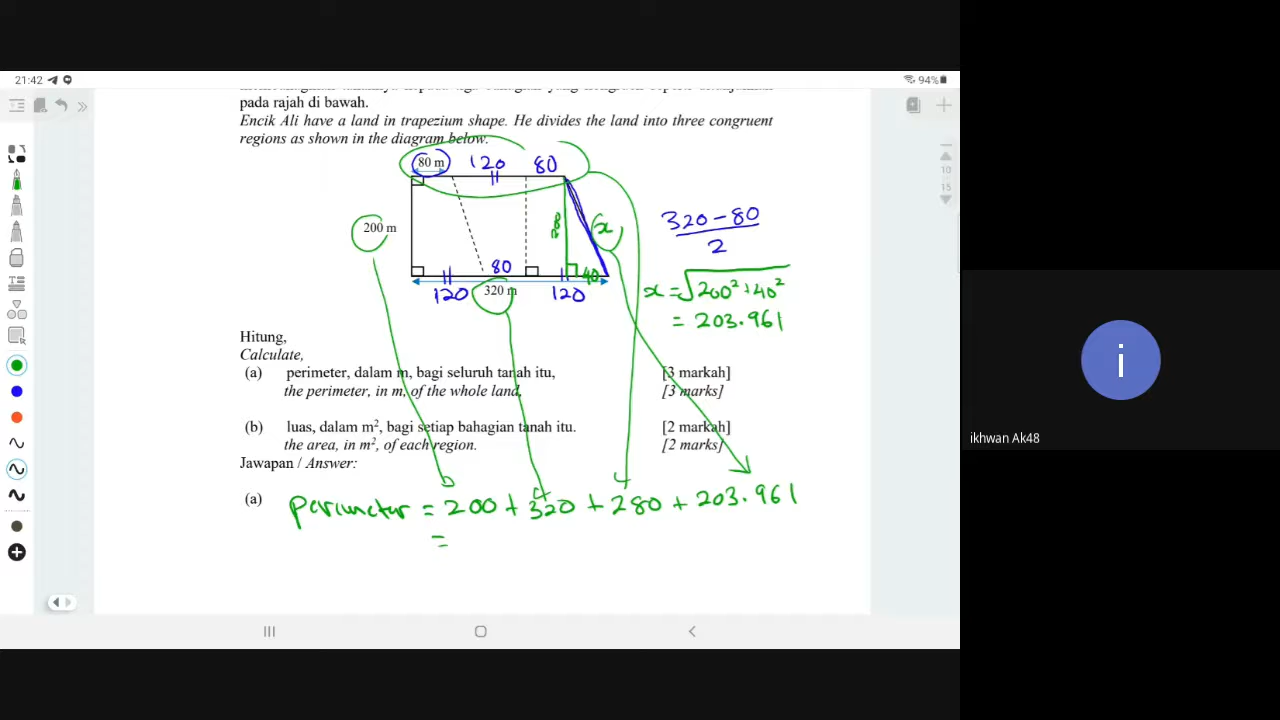 21:42
94%
pada rajah di bawah.
Encik Ali have a land in trapezium shape. He divides the land into three congruent
regions as shown in the diagram below.
80 m 120 80
200 m
x
320 - 80
2
80
40
120 320 m 120
x = √200² + 40²
= 203.961
Hitung,
Calculate,
(a) perimeter, dalam m, bagi seluruh tanah itu, [3 markah]
the perimeter, in m, of the whole land, [3 marks]
(b) luas, dalam m², bagi setiap bahagian tanah itu. [2 markah]
the area, in m², of each region. [2 marks]
Jawapan / Answer:
(a) perimeter = 200 + 320 + 280 + 203.961
=
10
15
i
ikhwan Ak48